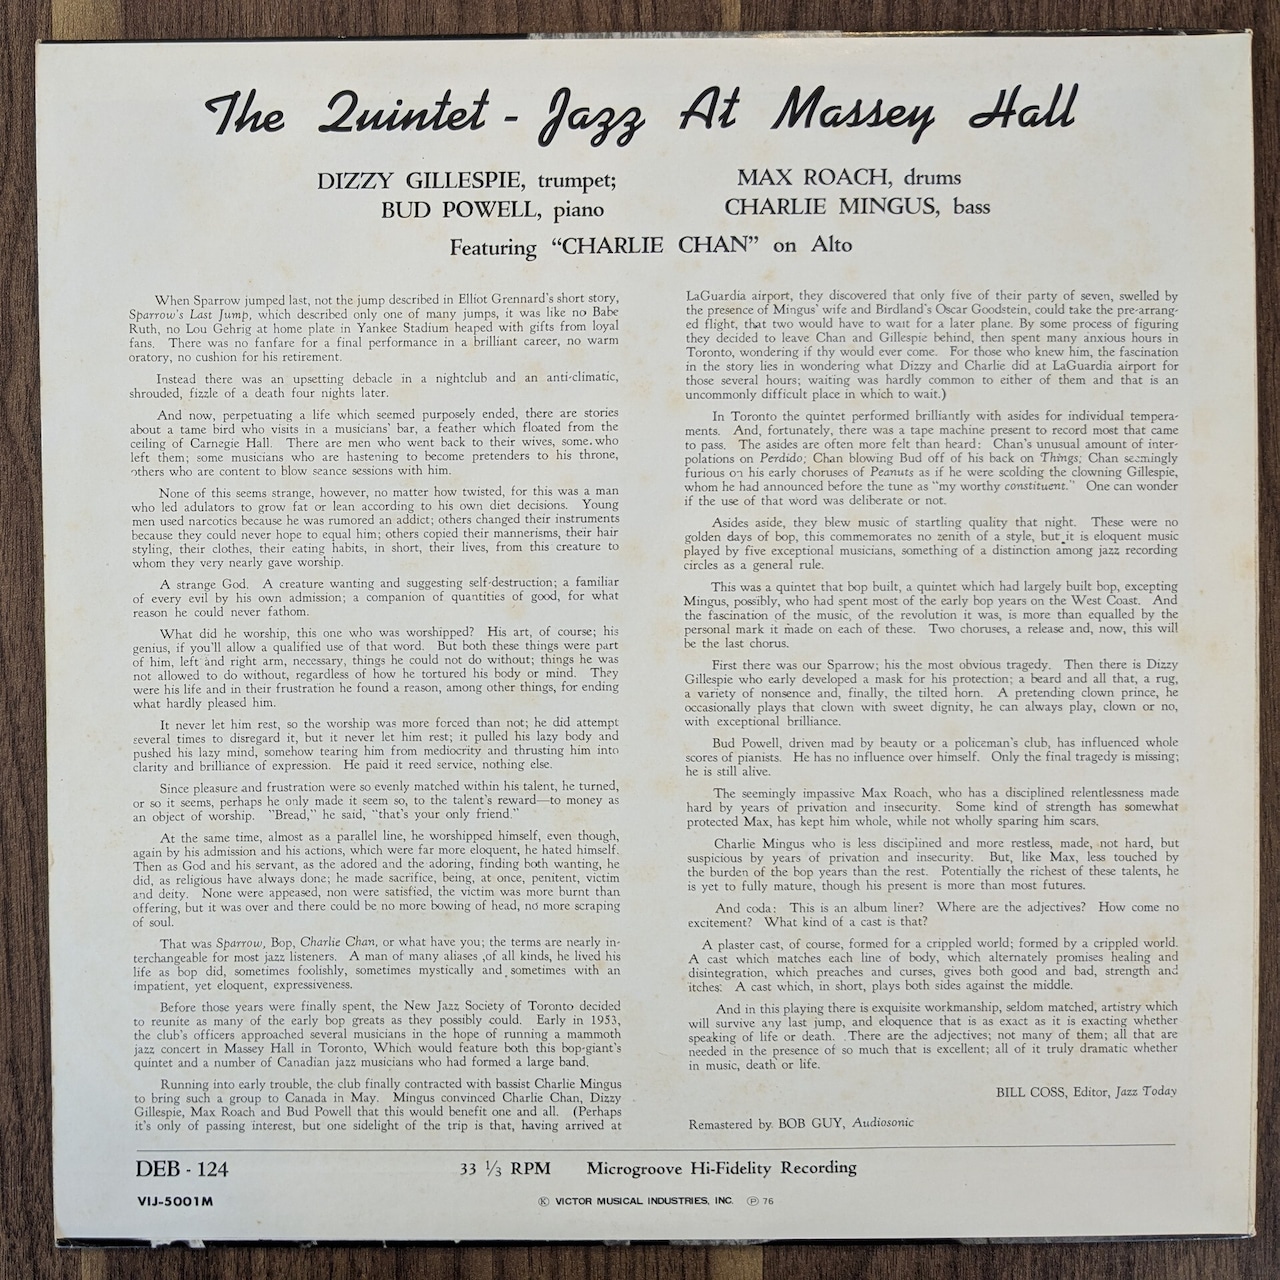 The Quintet - Jazz At Massey Hall
DIZZY GILLESPIE, trumpet;
BUD POWELL, piano
MAX ROACH, drums
CHARLIE MINGUS, bass
Featuring “CHARLIE CHAN” on Alto
When Sparrow jumped last, not the jump described in Elliot Grennard's short story,
Sparrow's Last Jump, which described only one of many jumps, it was like no Babe
Ruth, no Lou Gehrig at home plate in Yankee Stadium heaped with gifts from loyal
fans. There was no fanfare for a final performance in a brilliant career, no warm
oratory, no cushion for his retirement.
Instead there was an upsetting debacle in a nightclub and an anti-climatic,
shrouded, fizzle of a death four nights later.
And now, perpetuating a life which seemed purposely ended, there are stories
about a tame bird who visits in a musicians' bar, a feather which floated from the
ceiling of Carnegie Hall. There are men who went back to their wives, some.who
left them; some musicians who are hastening to become pretenders to his throne,
others who are content to blow seance sessions with him.
None of this seems strange, however, no matter how twisted, for this was a man
who led adulators to grow fat or lean according to his own diet decisions. Young
men used narcotics because he was rumored an addict; others changed their instruments
because they could never hope to equal him; others copied their mannerisms, their hair
styling, their clothes, their eating habits, in short, their lives, from this creature to
whom they very nearly gave worship.
A strange God. A creature wanting and suggesting self-destruction; a familiar
of every evil by his own admission; a companion of quantities of good, for what
reason he could never fathom.
What did he worship, this one who was worshipped? His art, of course; his
genius, if you'll allow a qualified use of that word. But both these things were part
of him, left and right arm, necessary, things he could not do without; things he was
not allowed to do without, regardless of how he tortured his body or mind. They
were his life and in their frustration he found a reason, among other things, for ending
what hardly pleased him.
It never let him rest, so the worship was more forced than not; he did attempt
several times to disregard it, but it never let him rest; it pulled his lazy body and
pushed his lazy mind, somehow tearing him from mediocrity and thrusting him into
clarity and brilliance of expression. He paid it reed service, nothing else.
Since pleasure and frustration were so evenly matched within his talent, he turned,
or so it seems, perhaps he only made it seem so, to the talent's reward—to money as
an object of worship. "Bread," he said, "that's your only friend."
At the same time, almost as a parallel line, he worshipped himself, even though,
again by his admission and his actions, which were far more eloquent, he hated himself.
Then as God and his servant, as the adored and the adoring, finding both wanting, he
did, as religious have always done; he made sacrifice, being, at once, penitent, victim
and deity. None were appeased, non were satisfied, the victim was more burnt than
offering, but it was over and there could be no more bowing of head, no more scraping
of soul.
That was Sparrow, Bop, Charlie Chan, or what have you; the terms are nearly in-
terchangeable for most jazz listeners. A man of many aliases ,of all kinds, he lived his
life as bop did, sometimes foolishly, sometimes mystically and sometimes with an
impatient, yet eloquent, expressiveness.
Before those years were finally spent, the New Jazz Society of Toronto decided
to reunite as many of the early bop greats as they possibly could. Early in 1953,
the club's officers approached several musicians in the hope of running a mammoth
jazz concert in Massey Hall in Toronto, Which would feature both this bop-giant's
quintet and a number of Canadian jazz musicians who had formed a large band.
Running into early trouble, the club finally contracted with bassist Charlie Mingus
to bring such a group to Canada in May. Mingus convinced Charlie Chan, Dizzy
Gillespie, Max Roach and Bud Powell that this would benefit one and all. (Perhaps
it's only of passing interest, but one sidelight of the trip is that, having arrived at
LaGuardia airport, they discovered that only five of their party of seven, swelled by
the presence of Mingus' wife and Birdland's Oscar Goodstein, could take the pre-arrang-
ed flight, that two would have to wait for a later plane. By some process of figuring
they decided to leave Chan and Gillespie behind, then spent many anxious hours in
Toronto, wondering if thy would ever come. For those who knew him, the fascination
in the story lies in wondering what Dizzy and Charlie did at LaGuardia airport for
those several hours; waiting was hardly common to either of them and that is an
uncommonly difficult place in which to wait.)
In Toronto the quintet performed brilliantly with asides for individual tempera-
ments. And, fortunately, there was a tape machine present to record most that came
to pass. The asides are often more felt than heard: Chan's unusual amount of inter-
polations on Perdido; Chan blowing Bud off of his back on Things; Chan seemingly
furious on his early choruses of Peanuts as if he were scolding the clowning Gillespie,
whom he had announced before the tune as "my worthy constituent." One can wonder
if the use of that word was deliberate or not.
Asides aside, they blew music of startling quality that night. These were no
golden days of bop, this commemorates no zenith of a style, but it is eloquent music
played by five exceptional musicians, something of a distinction among jazz recording
circles as a general rule.
This was a quintet that bop built, a quintet which had largely built bop, excepting
Mingus, possibly, who had spent most of the early bop years on the West Coast. And
the fascination of the music, of the revolution it was, is more than equalled by the
personal mark it made on each of these. Two choruses, a release and, now, this will
be the last chorus.
First there was our Sparrow; his the most obvious tragedy. Then there is Dizzy
Gillespie who early developed a mask for his protection; a beard and all that, a rug,
a variety of nonsence and, finally, the tilted horn. A pretending clown prince, he
occasionally plays that clown with sweet dignity, he can always play, clown or no,
with exceptional brilliance.
Bud Powell, driven mad by beauty or a policeman's club, has influenced whole
scores of pianists. He has no influence over himself. Only the final tragedy is missing;
he is still alive.
The seemingly impassive Max Roach, who has a disciplined relentlessness made
hard by years of privation and insecurity. Some kind of strength has somewhat
protected Max, has kept him whole, while not wholly sparing him scars.
Charlie Mingus who is less disciplined and more restless, made, not hard, but
suspicious by years of privation and insecurity. But, like Max, less touched by
the burden of the bop years than the rest. Potentially the richest of these talents, he
is yet to fully mature, though his present is more than most futures.
And coda: This is an album liner? Where are the adjectives? How come no
excitement? What kind of a cast is that?
A plaster cast, of course, formed for a crippled world; formed by a crippled world.
A cast which matches each line of body, which alternately promises healing and
disintegration, which preaches and curses, gives both good and bad, strength and
itches: A cast which, in short, plays both sides against the middle.
And in this playing there is exquisite workmanship, seldom matched, artistry which
will survive any last jump, and eloquence that is as exact as it is exacting whether
speaking of life or death. There are the adjectives; not many of them; all that are
needed in the presence of so much that is excellent; all of it truly dramatic whether
in music, death or life.
BILL COSS, Editor, Jazz Today
Remastered by BOB GUY, Audiosonic
DEB - 124
33 ⅓ RPM Microgroove Hi-Fidelity Recording
VIJ-5001M
Ⓚ VICTOR MUSICAL INDUSTRIES, INC. Ⓟ 76